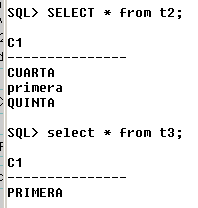 SQL> SELECT * from t2;
C1
---------------
CUARTA
primera
QUINTA
SQL> select * from t3;
C1
---------------
PRIMERA